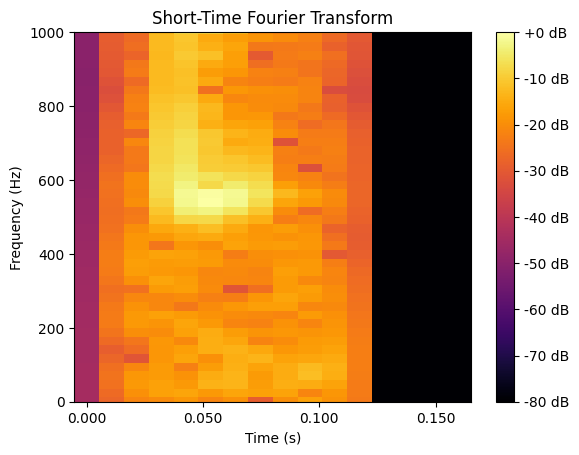 Short-Time Fourier Transform
1000
800
600
400
200
0
Frequency (Hz)
0.000
0.050
0.100
0.150
Time (s)
+0 dB
-10 dB
-20 dB
-30 dB
-40 dB
-50 dB
-60 dB
-70 dB
-80 dB